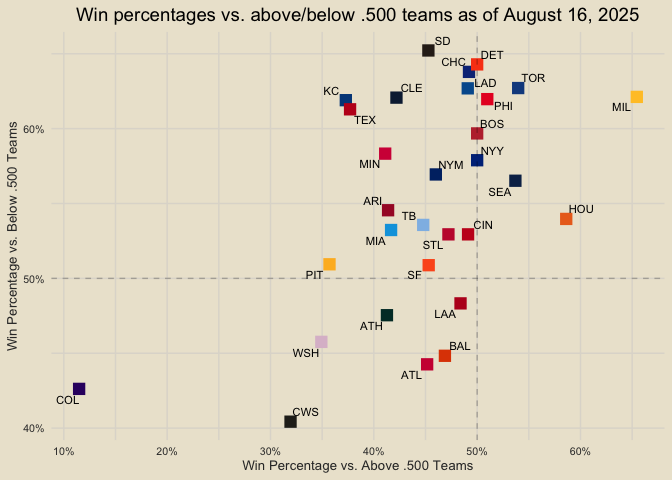 Win percentages vs. above/below .500 teams as of August 16, 2025
SD
DET
CHC
LAD
TOR
KC
CLE
PHI
MIL
TEX
BOS
60%
MIN
NYM
NYY
SEA
ARI
TB
HOU
MIA
STL
CIN
PIT
SF
50%
LAA
ATH
WSH
BAL
ATL
COL
CWS
40%
10%
20%
30%
40%
50%
60%
Win Percentage vs. Above .500 Teams
Win Percentage vs. Below .500 Teams